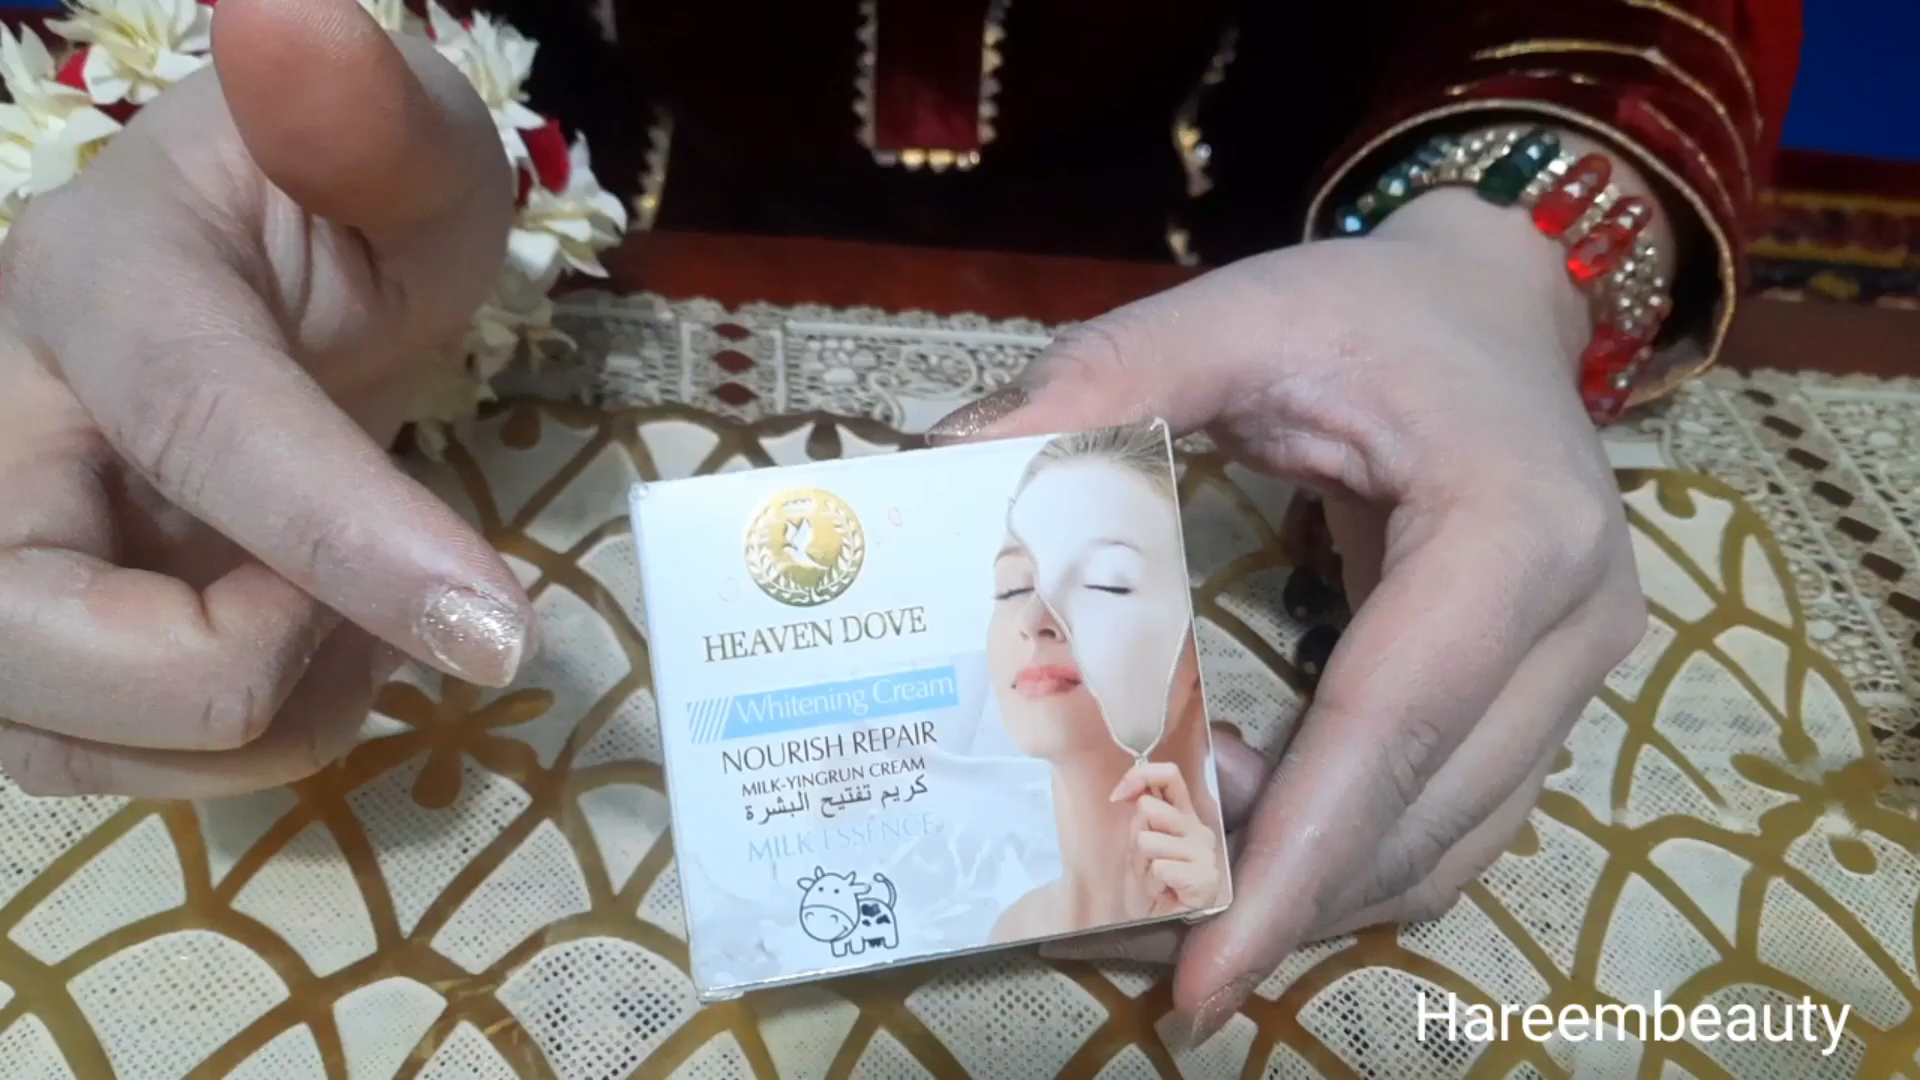 HEAVEN DOVE
Whitening Cream
NOURISH REPAIR
MILK-YINGRUN CREAM
كريم تفتيح البشرة
MILK ESSENCE
Hareembeauty